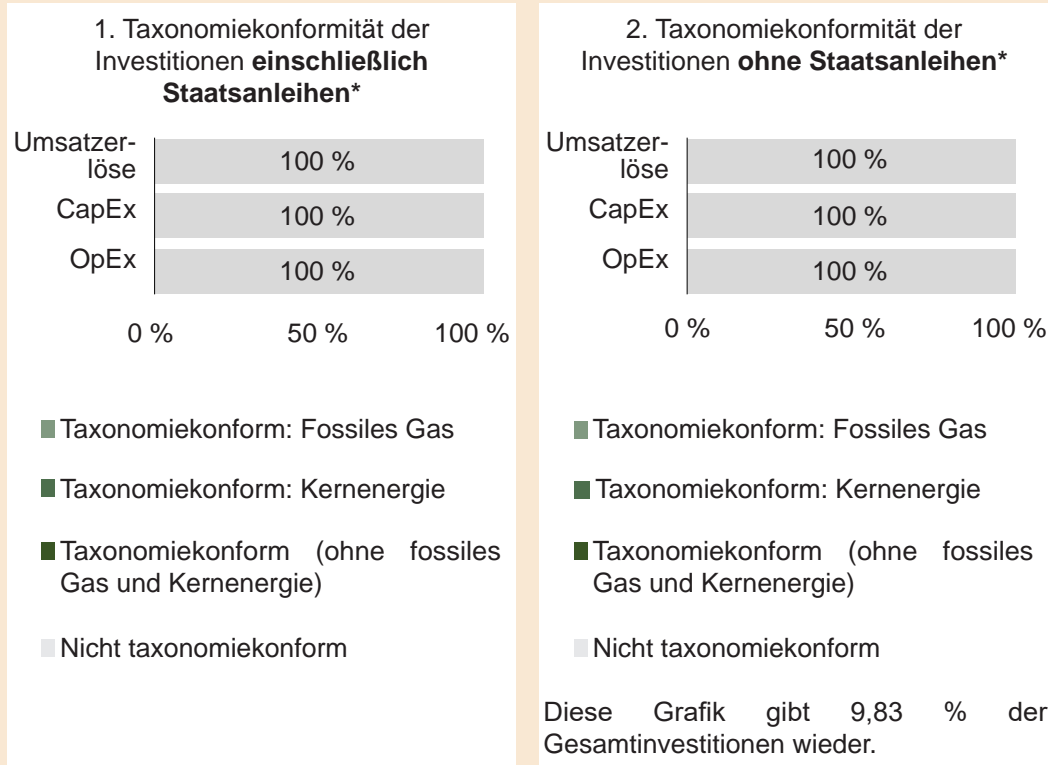 1. Taxonomiekonformität der
Investitionen einschließlich
Staatsanleihen*
Umsatzer-
löse
100 %
CapEx
100 %
OpEx
100 %
0 %
50 %
100 %
Taxonomiekonform: Fossiles Gas
Taxonomiekonform: Kernenergie
Taxonomiekonform (ohne fossiles
Gas und Kernenergie)
Nicht taxonomiekonform
2. Taxonomiekonformität der
Investitionen ohne Staatsanleihen*
Umsatzer-
löse
100 %
CapEx
100 %
OpEx
100 %
0 %
50 %
100 %
Taxonomiekonform: Fossiles Gas
Taxonomiekonform: Kernenergie
Taxonomiekonform (ohne fossiles
Gas und Kernenergie)
Nicht taxonomiekonform
Diese Grafik gibt 9,83 % der
Gesamtinvestitionen wieder.